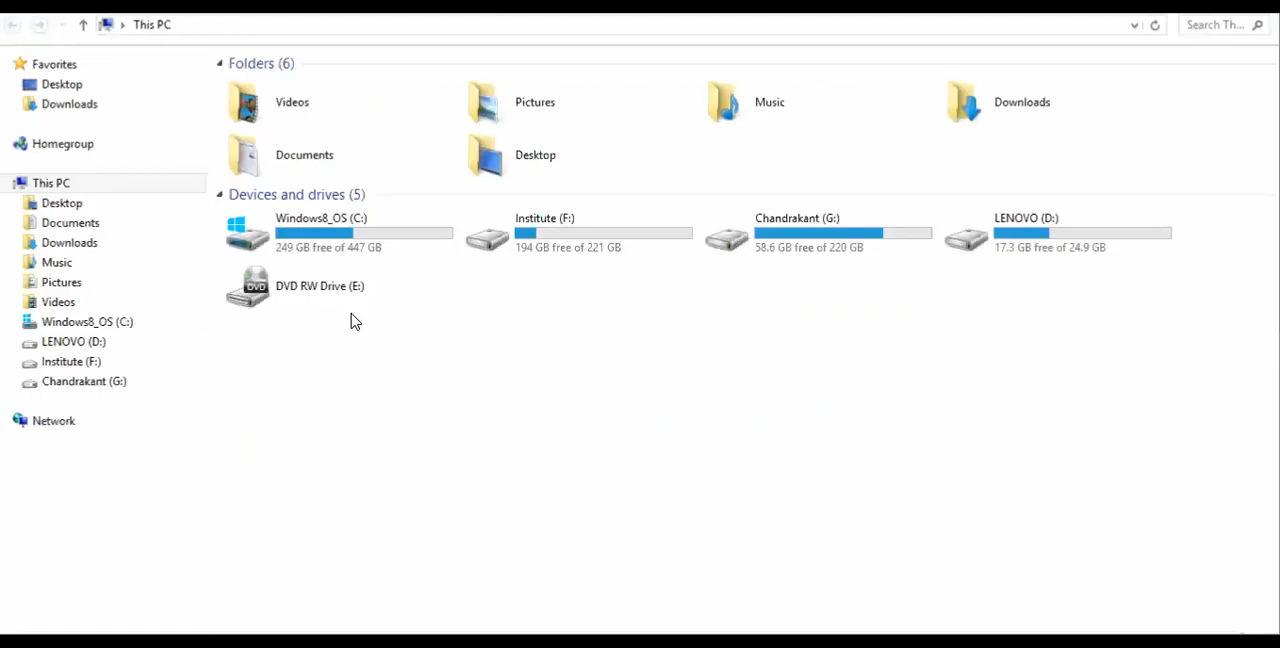 This PC
Search Th...
Favorites
Desktop
Downloads
Homegroup
This PC
Desktop
Documents
Downloads
Music
Pictures
Videos
Windows8_OS (C:)
LENOVO (D:)
Institute (F:)
Chandrakant (G:)
Network
Folders (6)
Videos
Pictures
Music
Downloads
Documents
Desktop
Devices and drives (5)
Windows8_OS (C:)
249 GB free of 447 GB
Institute (F:)
194 GB free of 221 GB
Chandrakant (G:)
58.6 GB free of 220 GB
LENOVO (D:)
17.3 GB free of 24.9 GB
DVD
DVD RW Drive (E:)